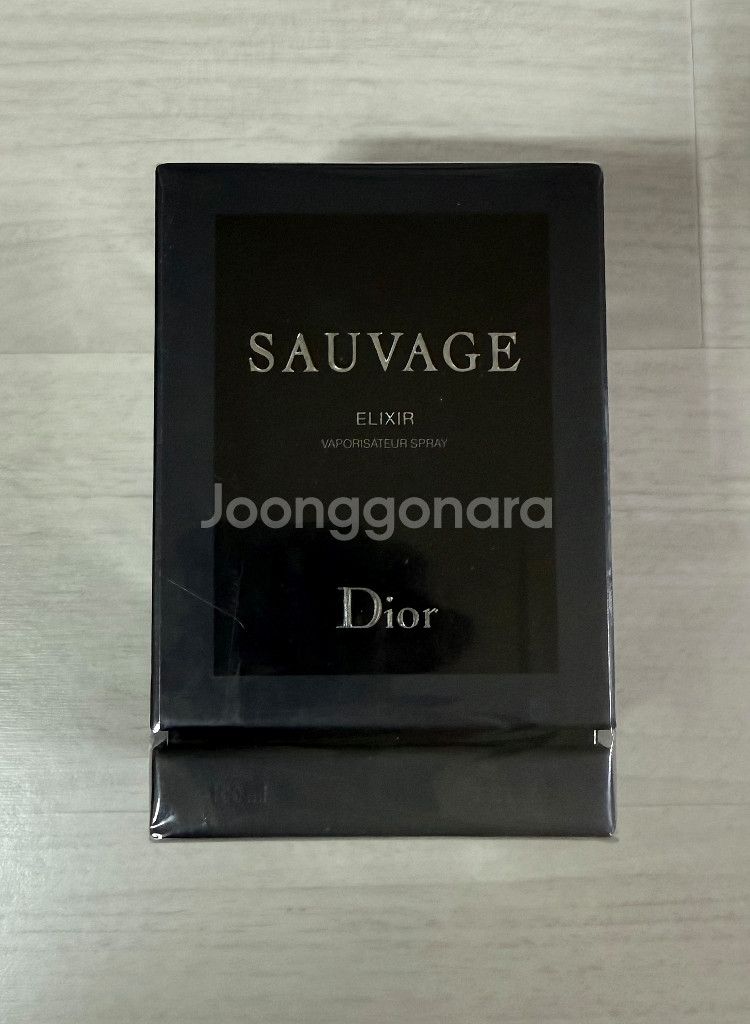 SAUVAGE
ELIXIR
VAPORISATEUR SPRAY
Joonggonara
Dior